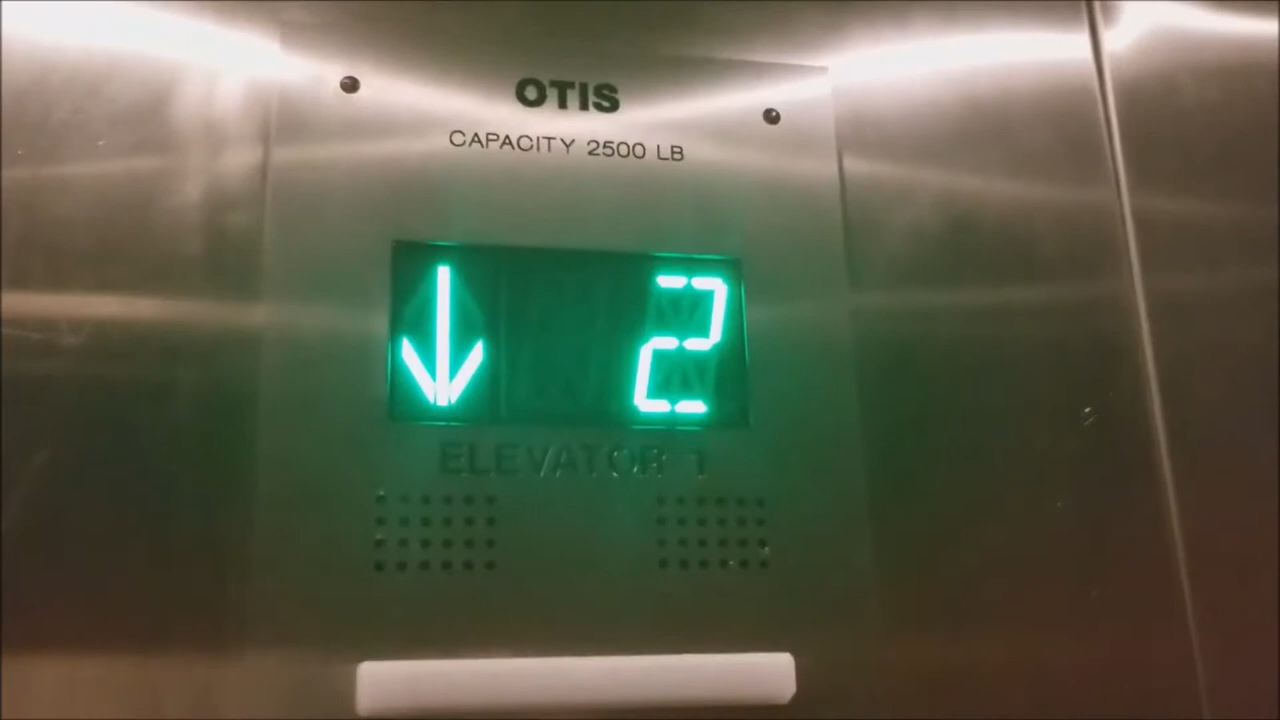 OTIS
CAPACITY 2500 LB
↓ 2
ELEVATOR 1